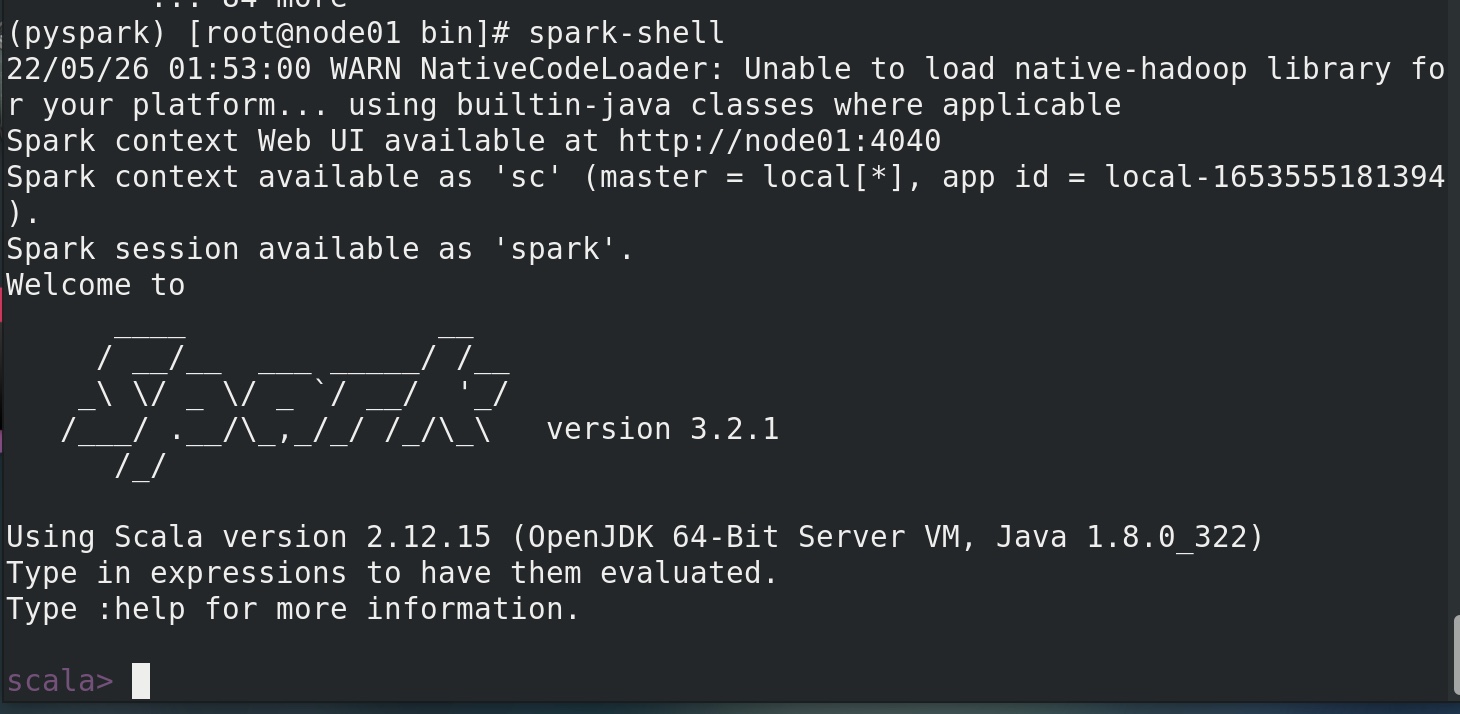 ... 84 more
(pyspark) [root@node01 bin]# spark-shell
22/05/26 01:53:00 WARN NativeCodeLoader: Unable to load native-hadoop library fo
r your platform... using builtin-java classes where applicable
Spark context Web UI available at http://node01:4040
Spark context available as 'sc' (master = local[*], app id = local-1653555181394
).
Spark session available as 'spark'.
Welcome to
      ____              __
     / __/__  ___ _____/ /__
    _\ \/ _ \/ _ `/ __/  '_/
   /___/ .__/\_,_/_/ /_/\_\   version 3.2.1
      /_/
Using Scala version 2.12.15 (OpenJDK 64-Bit Server VM, Java 1.8.0_322)
Type in expressions to have them evaluated.
Type :help for more information.
scala>